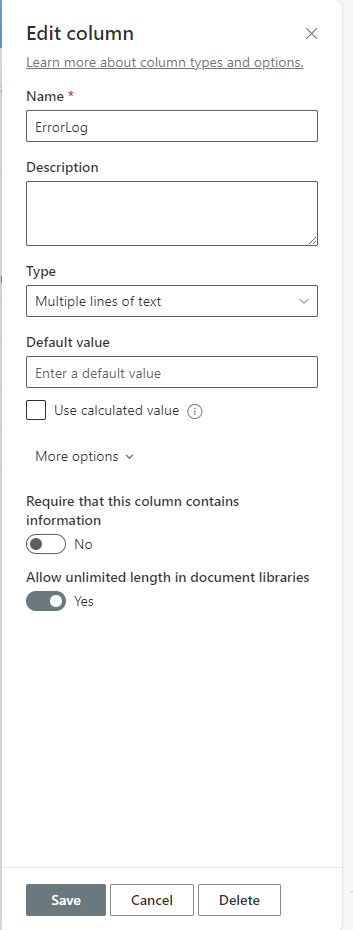 Edit column
Learn more about column types and options.
Name *
ErrorLog
Description
Type
Multiple lines of text
Default value
Enter a default value
Use calculated value
More options
Require that this column contains
information
No
Allow unlimited length in document libraries
Yes
Save
Cancel
Delete